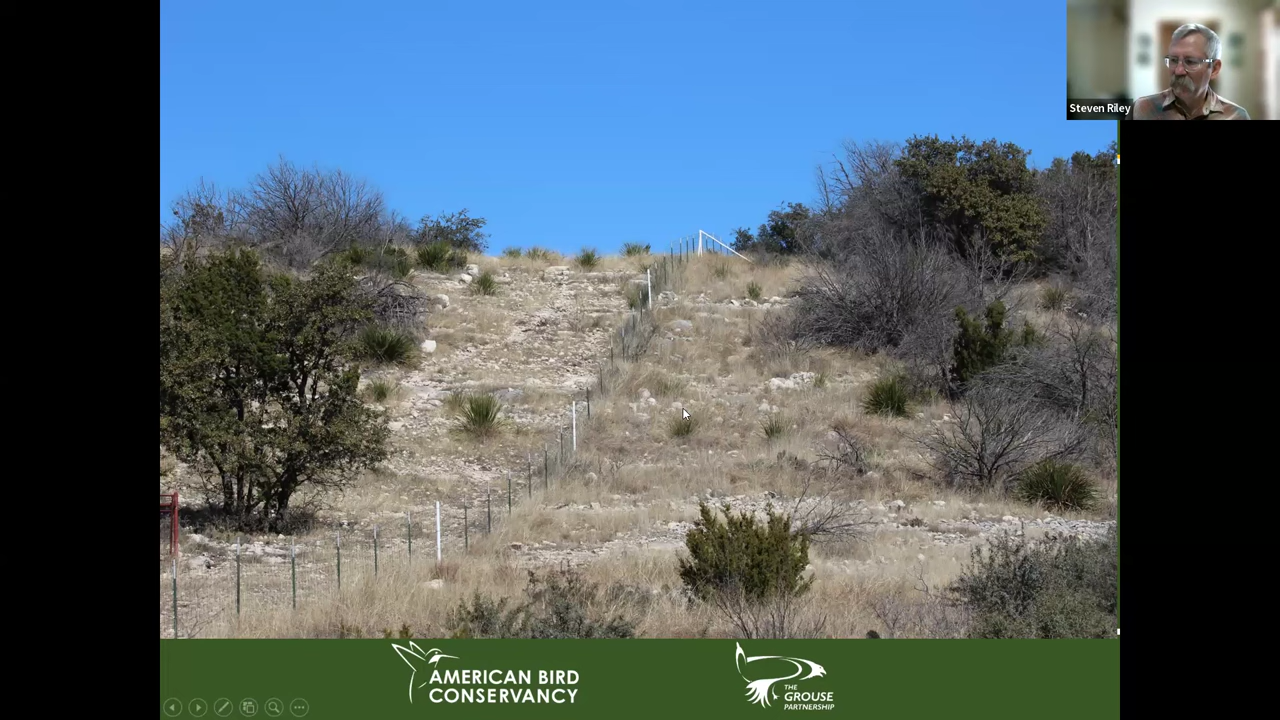 Steven Riley
AMERICAN BIRD
CONSERVANCY
THE
GROUSE
PARTNERSHIP